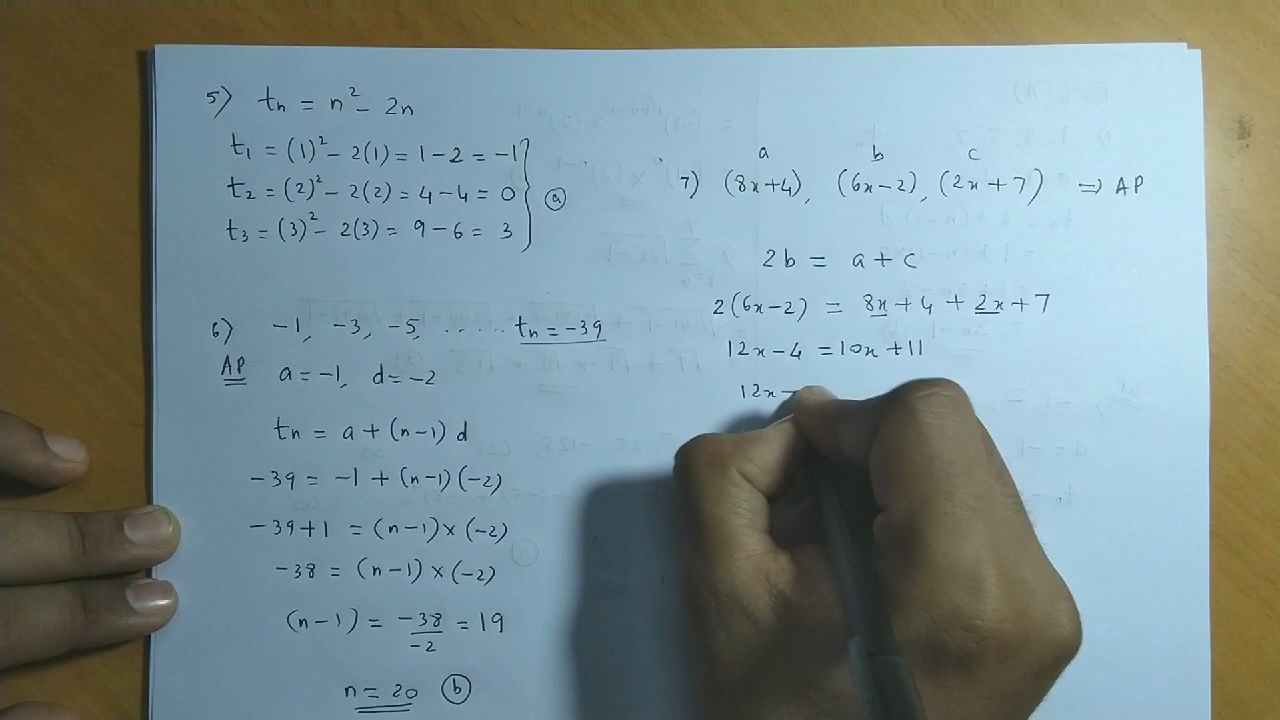 5) tn = n² - 2n
t1 = (1)² - 2(1) = 1 - 2 = -1
t2 = (2)² - 2(2) = 4 - 4 = 0 (a)
t3 = (3)² - 2(3) = 9 - 6 = 3
6) -1, -3, -5, ...... tn = -39
AP a = -1, d = -2
tn = a + (n-1) d
-39 = -1 + (n-1)(-2)
-39+1 = (n-1)×(-2)
-38 = (n-1)×(-2)
(n-1) = -38/-2 = 19
n = 20 (b)
a b c
7) (8x+4), (6x-2), (2x+7) ⇒ AP
2b = a + c
2(6x-2) = 8x + 4 + 2x + 7
12x - 4 = 10x + 11
12x -